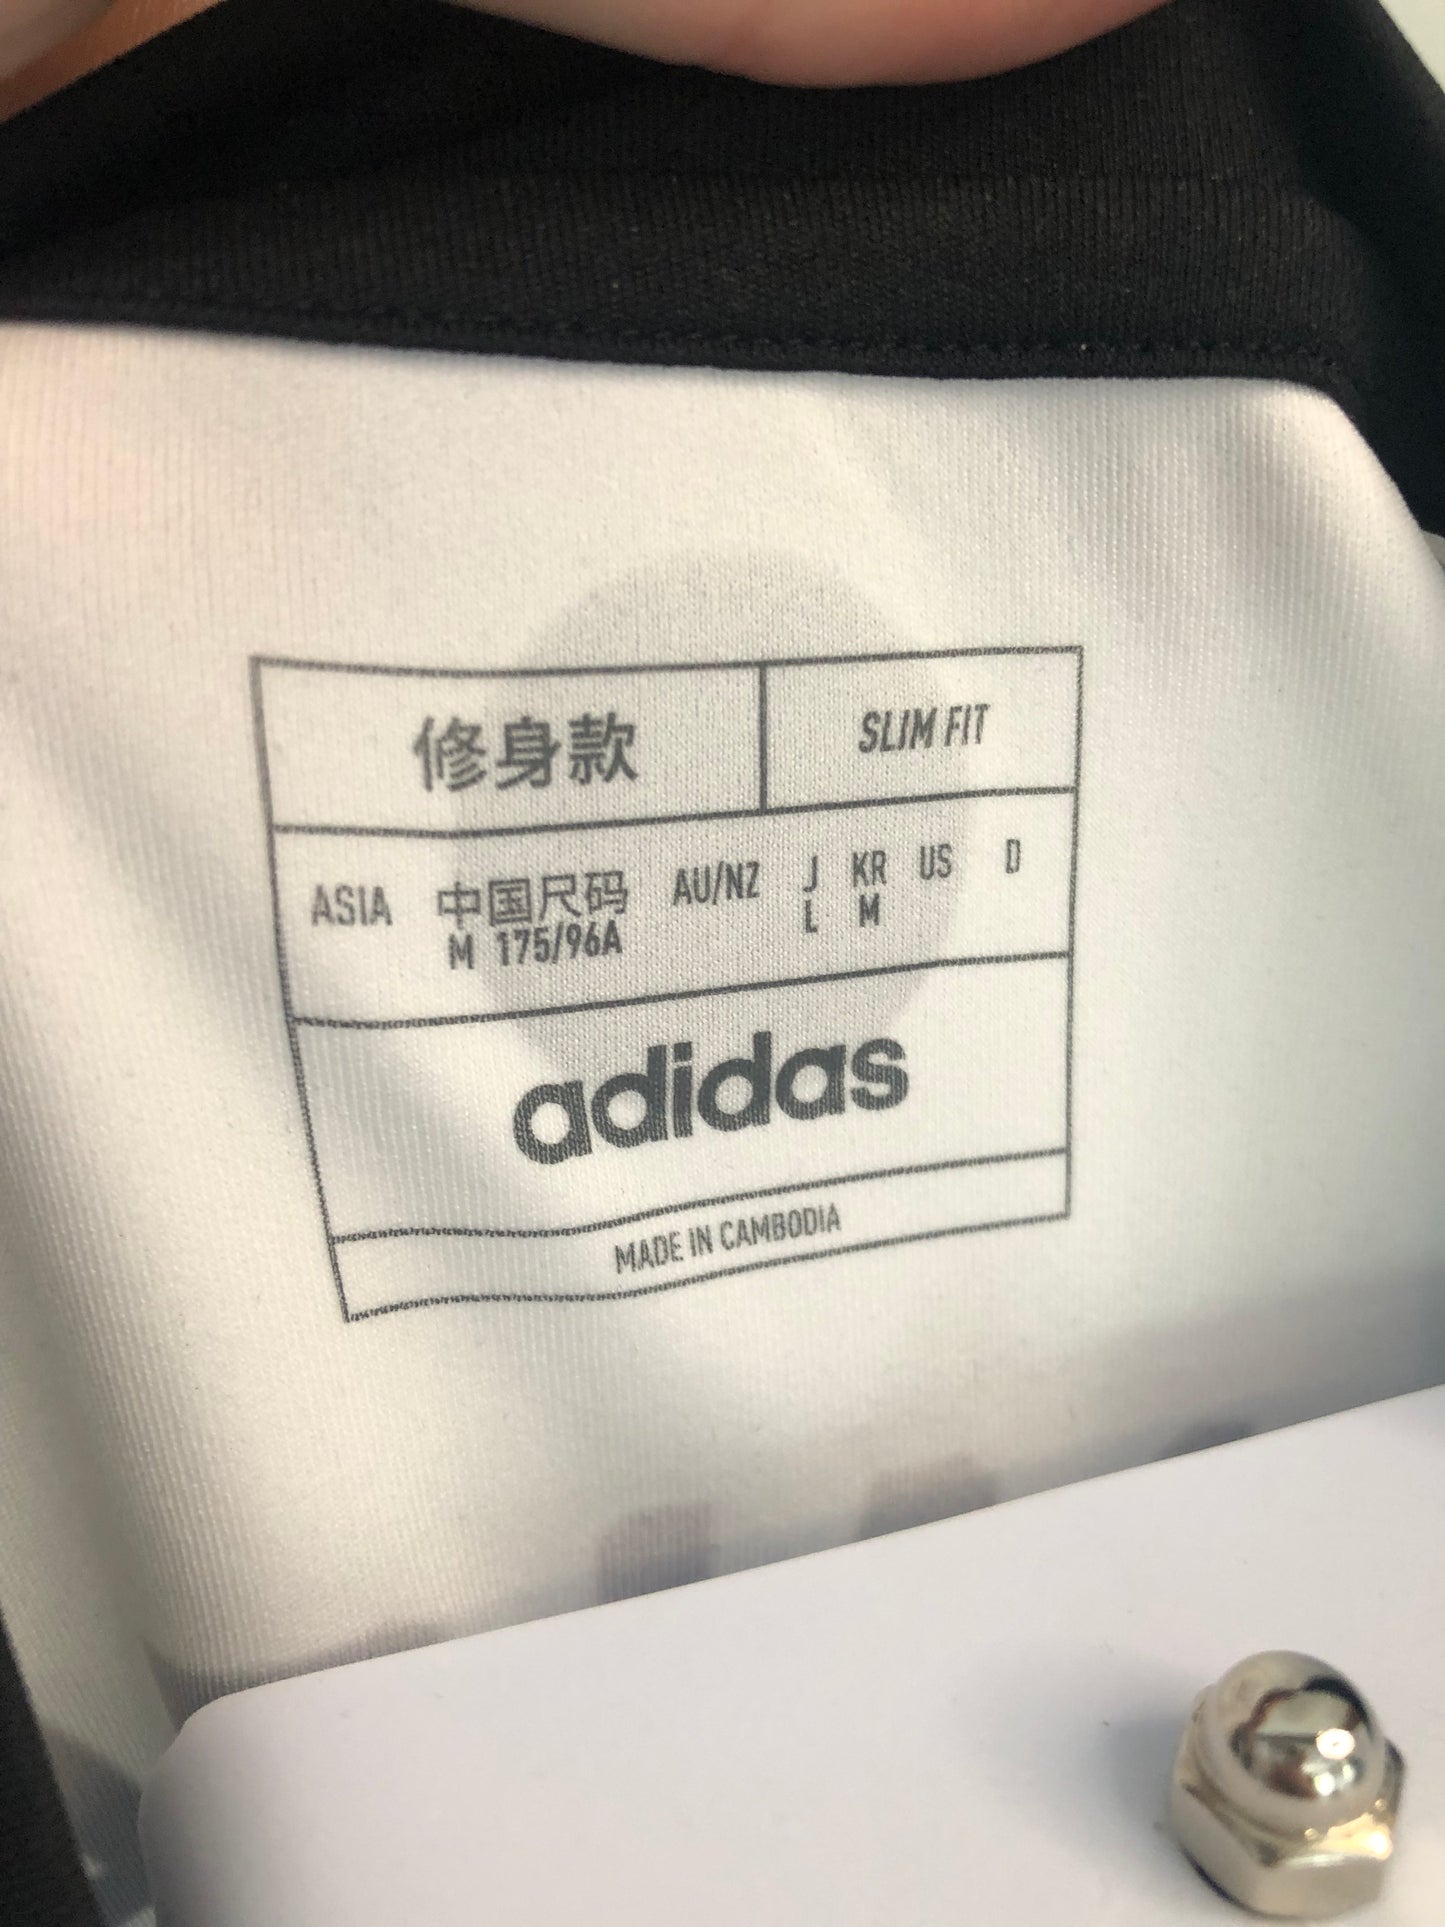 修身款 SLIM FIT
ASIA 中国尺码 AU/NZ J KR US D
M 175/96A L M
adidas
MADE IN CAMBODIA